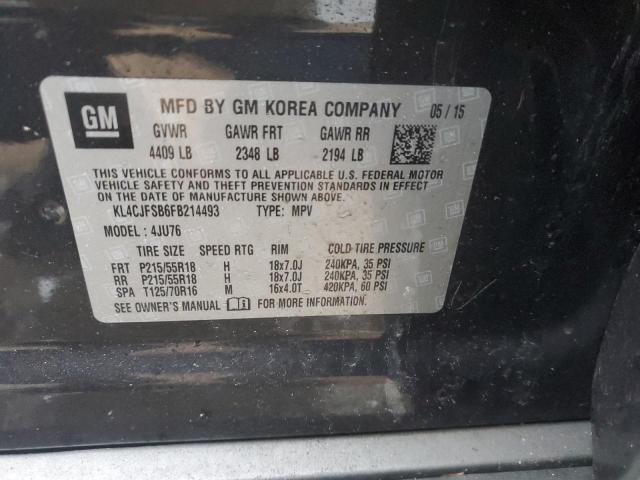 GM MFD BY GM KOREA COMPANY 05 / 15
GVWR GAWR FRT GAWR RR
4409 LB 2348 LB 2194 LB
THIS VEHICLE CONFORMS TO ALL APPLICABLE U.S. FEDERAL MOTOR
VEHICLE SAFETY AND THEFT PREVENTION STANDARDS IN EFFECT
ON THE DATE OF MANUFACTURE SHOWN ABOVE.
KL4CJFSB6FB214493 TYPE: MPV
MODEL: 4JU76
TIRE SIZE SPEED RTG RIM COLD TIRE PRESSURE
FRT P215/55R18 H 18x7.0J 240KPA, 35 PSI
RR P215/55R18 H 18x7.0J 240KPA, 35 PSI
SPA T125/70R16 M 16x4.0T 420KPA, 60 PSI
SEE OWNER'S MANUAL FOR MORE INFORMATION.